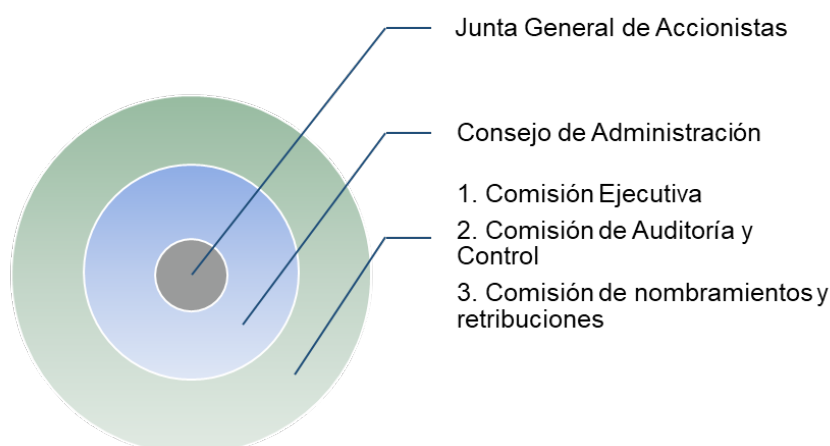 Junta General de Accionistas
Consejo de Administración
1. Comisión Ejecutiva
2. Comisión de Auditoría y
Control
3. Comisión de nombramientos y
retribuciones